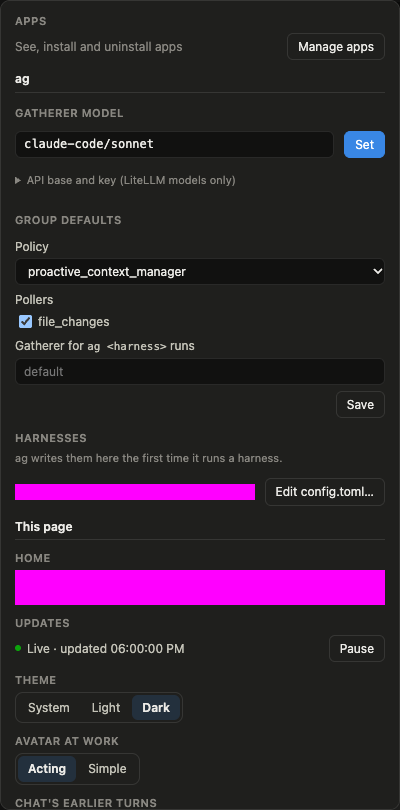 APPS
See, install and uninstall apps
Manage apps
ag
GATHERER MODEL
claude-code/sonnet
Set
▸ API base and key (LiteLLM models only)
GROUP DEFAULTS
Policy
proactive_context_manager
Pollers
file_changes
Gatherer for ag <harness> runs
default
Save
HARNESSES
ag writes them here the first time it runs a harness.
Edit config.toml…
This page
HOME
UPDATES
Live · updated 06:00:00 PM
Pause
THEME
System Light Dark
AVATAR AT WORK
Acting Simple
CHAT'S EARLIER TURNS